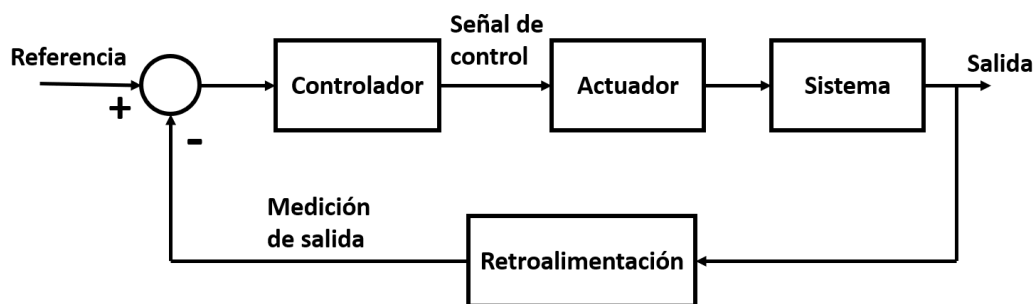 Referencia
+
-
Controlador
Señal de
control
Actuador
Sistema
Salida
Medición
de salida
Retroalimentación